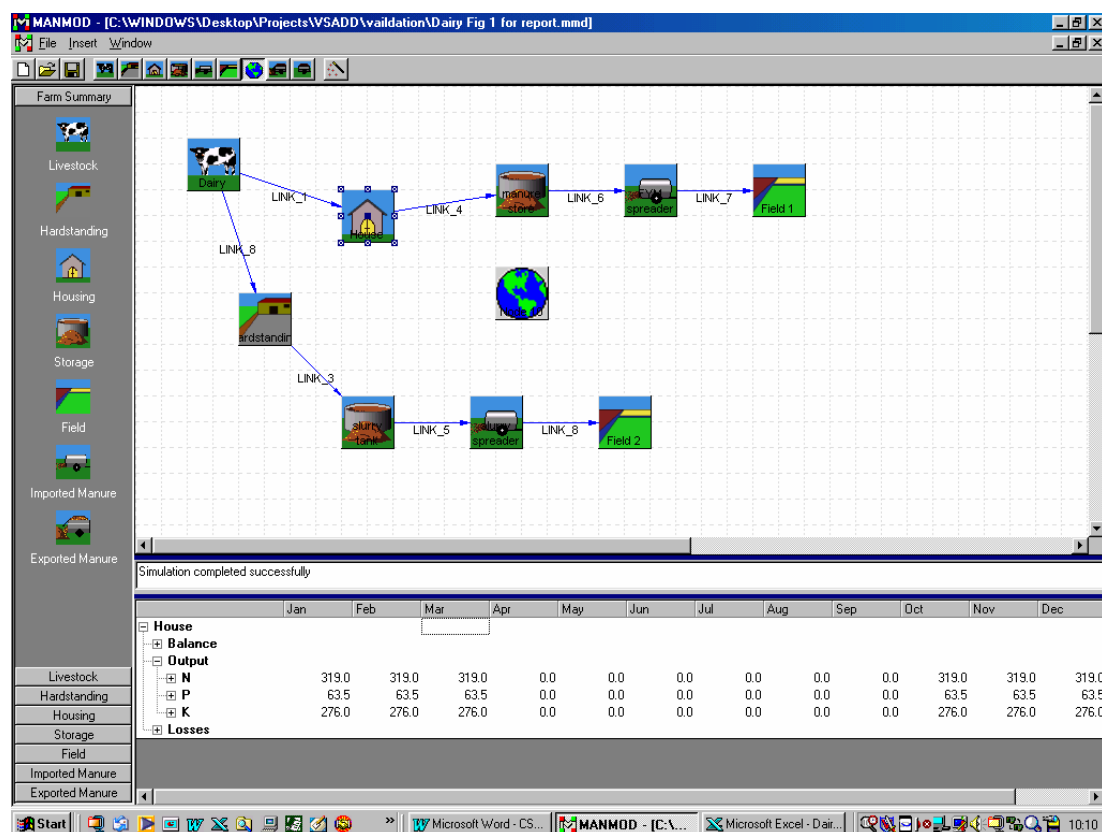 MANMOD - [C:\WINDOWS\Desktop\Projects\VSADD\vaildation\Dairy Fig 1 for report.mmd]
File Insert Window
Farm Summary
Livestock
Hardstanding
Housing
Storage
Field
Imported Manure
Exported Manure
Livestock
Hardstanding
Housing
Storage
Field
Imported Manure
Exported Manure
Dairy
LINK_1
House
LINK_4
manure
store
LINK_6
spreader
LINK_7
Field 1
LINK_8
ardstandin
LINK_3
slurry
tank
LINK_5
slurry
spreader
LINK_8
Field 2
Simulation completed successfully
Jan Feb Mar Apr May Jun Jul Aug Sep Oct Nov Dec
House
Balance
Output
N 319.0 319.0 319.0 0.0 0.0 0.0 0.0 0.0 0.0 319.0 319.0 319.0
P 63.5 63.5 63.5 0.0 0.0 0.0 0.0 0.0 0.0 63.5 63.5 63.5
K 276.0 276.0 276.0 0.0 0.0 0.0 0.0 0.0 0.0 276.0 276.0 276.0
Losses
Start » Microsoft Word - CS... MANMOD - [C:\... Microsoft Excel - Dair... 10:10